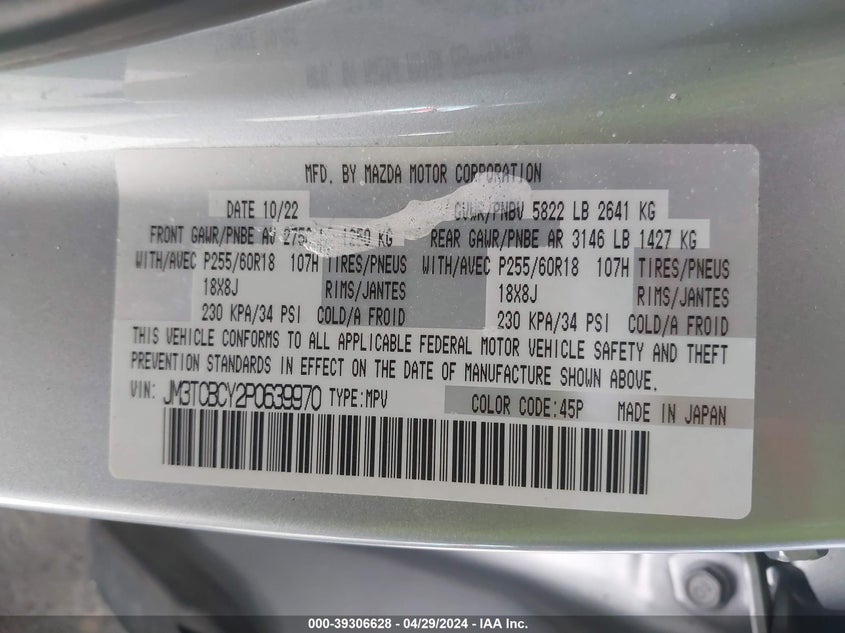 MFD. BY MAZDA MOTOR CORPORATION
DATE 10/22 GVWR/PNBV 5822 LB 2641 KG
FRONT GAWR/PNBE AV KG REAR GAWR/PNBE AR 3146 LB 1427 KG
WITH/AVEC P255/60R18 107H TIRES/PNEUS WITH/AVEC P255/60R18 107H TIRES/PNEUS
18X8J RIMS/JANTES 18X8J RIMS/JANTES
230 KPA/34 PSI COLD/A FROID 230 KPA/34 PSI COLD/A FROID
THIS VEHICLE CONFORMS TO ALL APPLICABLE FEDERAL MOTOR VEHICLE SAFETY AND THEFT
PREVENTION STANDARDS IN EFFECT ON THE DATE OF MANUFACTURE SHOWN ABOVE.
VIN: JM3TCBCY2P0639970 TYPE:MPV COLOR CODE:45P MADE IN JAPAN
000-39306628 - 04/29/2024 - IAA Inc.